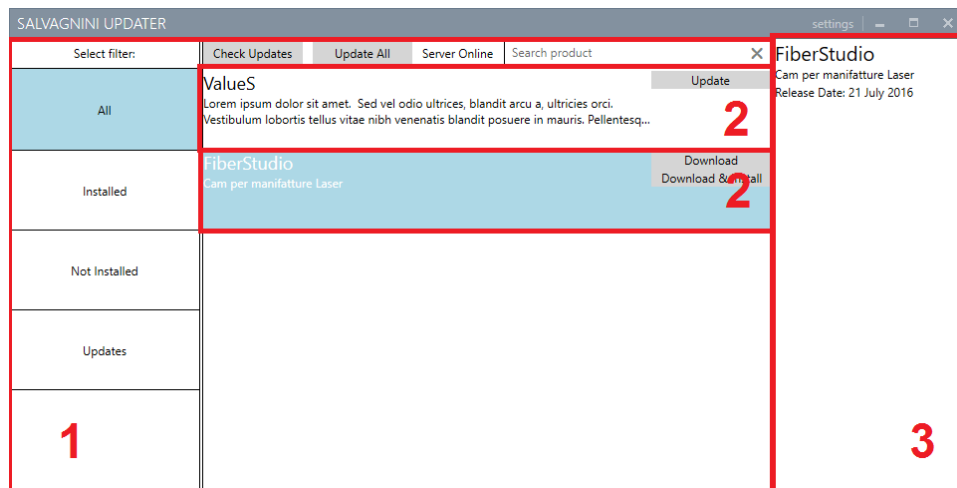 SALVAGNINI UPDATER
settings
Select filter:
Check Updates
Update All
Server Online
Search product
All
Installed
Not Installed
Updates
1
ValueS
Lorem ipsum dolor sit amet.  Sed vel odio ultrices, blandit arcu a, ultricies orci.
Vestibulum lobortis tellus vitae nibh venenatis blandit posuere in mauris. Pellentesq...
Update
2
FiberStudio
Cam per manifatture Laser
Download
Download & Install
2
FiberStudio
Cam per manifatture Laser
Release Date: 21 July 2016
3